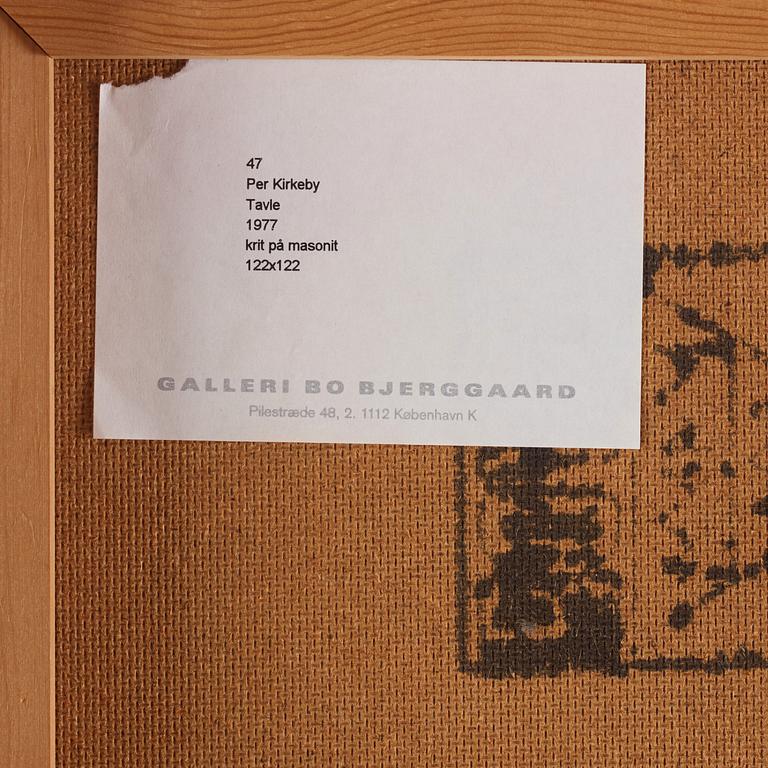 47
Per Kirkeby
Tavle
1977
krit på masonit
122x122
GALLERI BO BJERGGAARD
Pilestræde 48, 2. 1112 København K